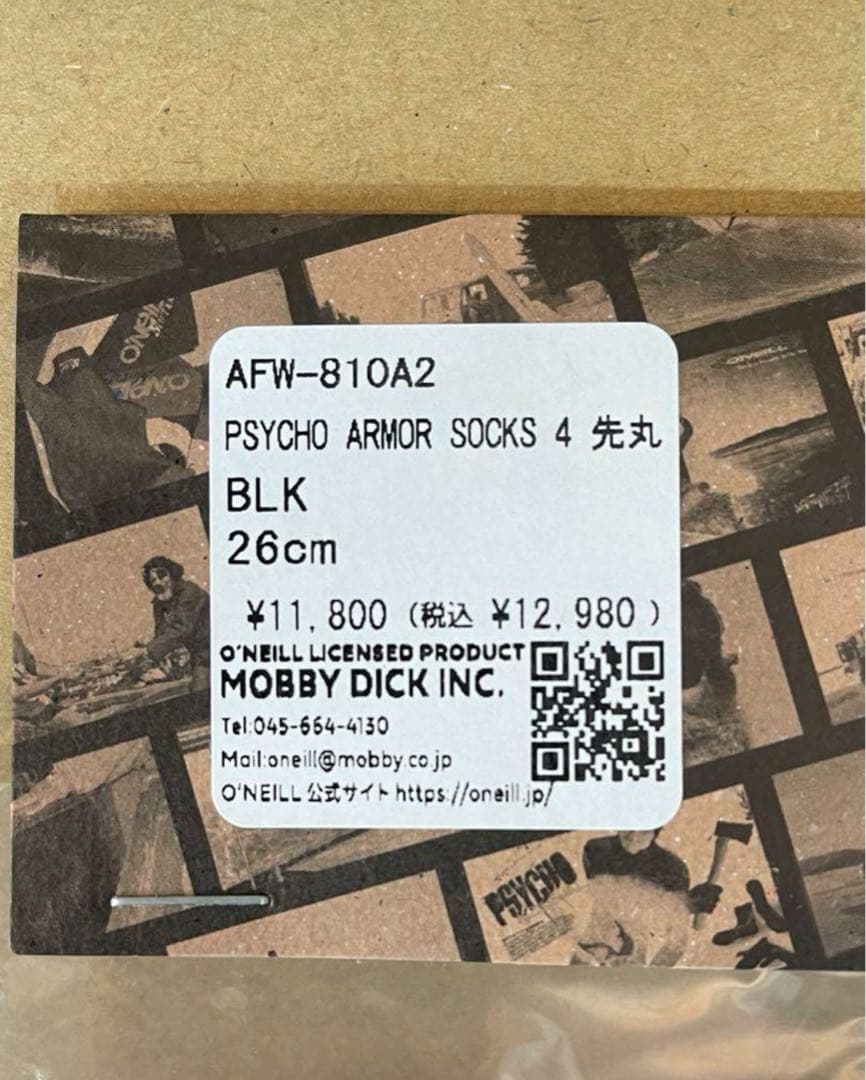 O'NEILL
O'NEILL
AFW-810A2
PSYCHO ARMOR SOCKS 4 先丸
BLK
26cm
¥11,800 (税込 ¥12,980 )
O'NEILL LICENSED PRODUCT
MOBBY DICK INC.
Tel:045-664-4130
Mail:oneill@mobby.co.jp
O'NEILL 公式サイト https://oneill.jp/
PSYCHO